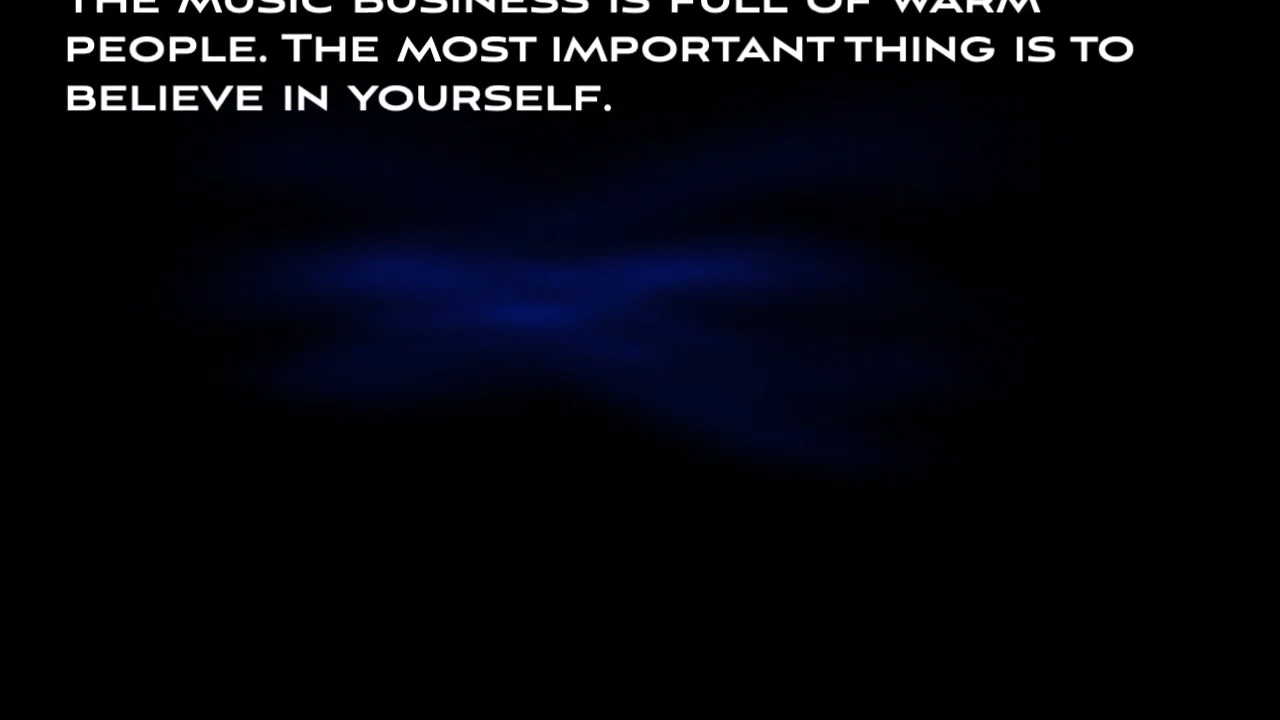 The music business is full of warm
people. The most important thing is to
believe in yourself.